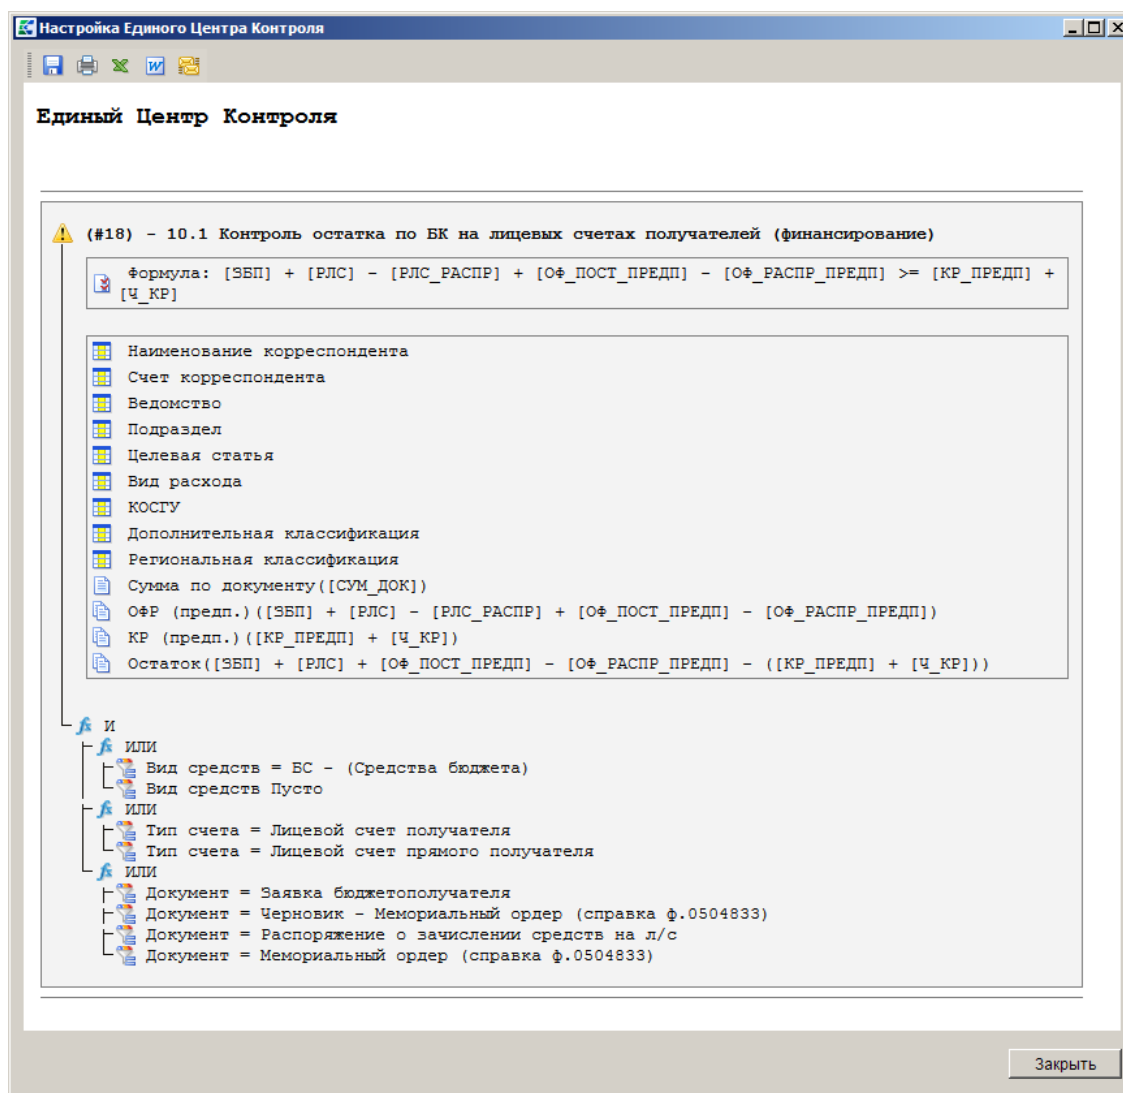 Настройка Единого Центра Контроля
Единый Центр Контроля
(#18) - 10.1 Контроль остатка по БК на лицевых счетах получателей (финансирование)
Формула: [ЗБП] + [РЛС] - [РЛС_РАСПР] + [ОФ_ПОСТ_ПРЕДП] - [ОФ_РАСПР_ПРЕДП] >= [КР_ПРЕДП] +
[Ч_КР]
Наименование корреспондента
Счет корреспондента
Ведомство
Подраздел
Целевая статья
Вид расхода
КОСГУ
Дополнительная классификация
Региональная классификация
Сумма по документу([СУМ_ДОК])
ОФР (предп.)([ЗБП] + [РЛС] - [РЛС_РАСПР] + [ОФ_ПОСТ_ПРЕДП] - [ОФ_РАСПР_ПРЕДП])
КР (предп.)([КР_ПРЕДП] + [Ч_КР])
Остаток([ЗБП] + [РЛС] + [ОФ_ПОСТ_ПРЕДП] - [ОФ_РАСПР_ПРЕДП] - ([КР_ПРЕДП] + [Ч_КР]))
И
ИЛИ
Вид средств = БС - (Средства бюджета)
Вид средств Пусто
ИЛИ
Тип счета = Лицевой счет получателя
Тип счета = Лицевой счет прямого получателя
ИЛИ
Документ = Заявка бюджетополучателя
Документ = Черновик - Мемориальный ордер (справка ф.0504833)
Документ = Распоряжение о зачислении средств на л/с
Документ = Мемориальный ордер (справка ф.0504833)
Закрыть